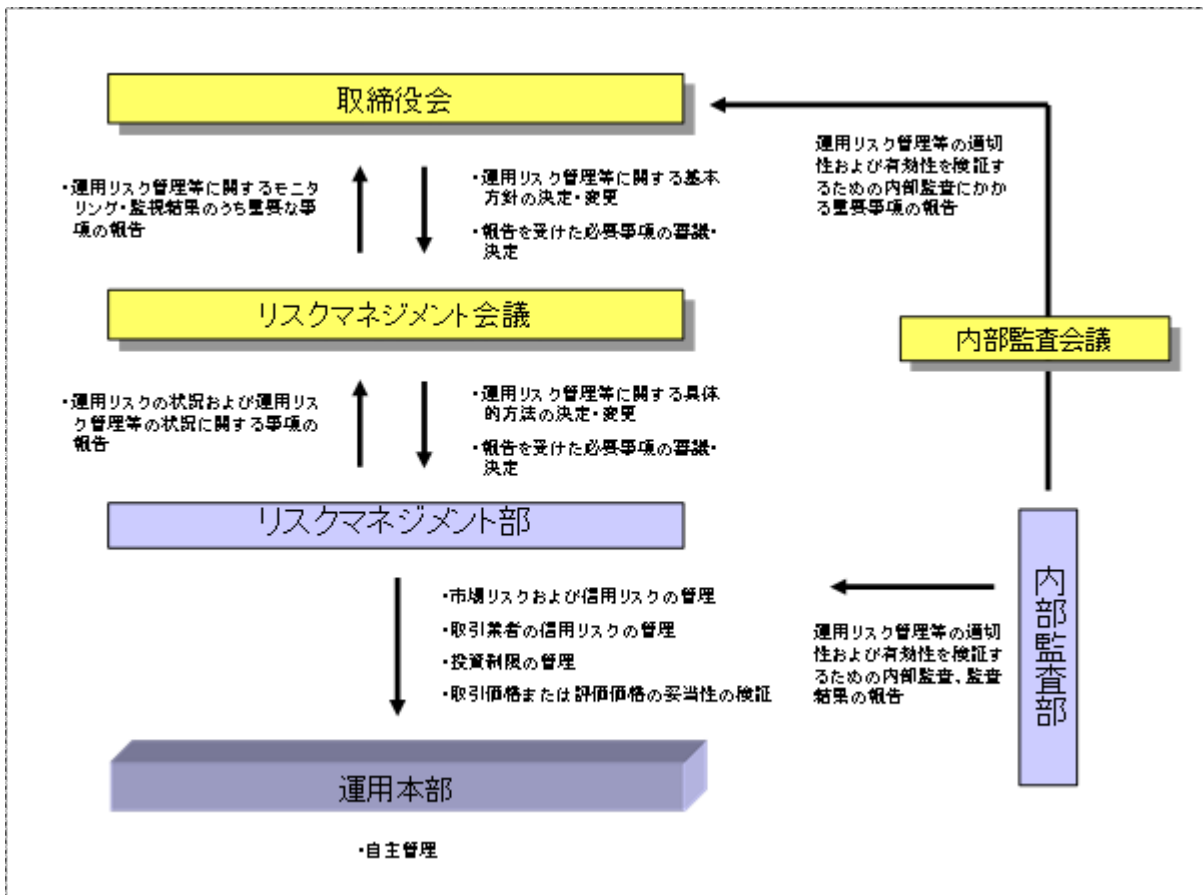 取締役会
・運用リスク管理等に関するモニ
タリング・監視結果のうち重要な事
項の報告
・運用リスク管理等に関する基本
方針の決定・変更
・報告を受けた必要事項の審議・
決定
運用リスク管理等の適切
性および有効性を検証す
るための内部監査にかか
る重要事項の報告
リスクマネジメント会議
内部監査会議
・運用リスクの状況および運用リス
ク管理等の状況に関する事項の
報告
・運用リスク管理等に関する具体
的方法の決定・変更
・報告を受けた必要事項の審議・
決定
リスクマネジメント部
・市場リスクおよび信用リスクの管理
・取引業者の信用リスクの管理
・投資制限の管理
・取引価格または評価価格の妥当性の検証
運用リスク管理等の適切
性および有効性を検証す
るための内部監査、監査
結果の報告
内部監査部
運用本部
・自主管理